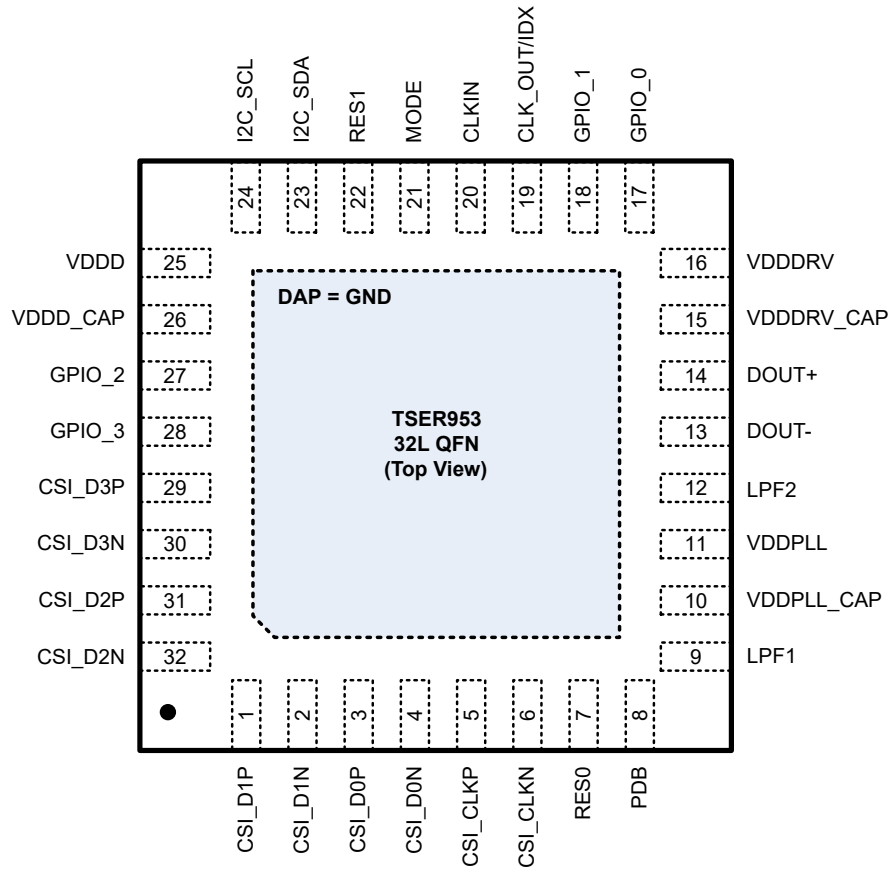 I2C_SCL
I2C_SDA
RES1
MODE
CLKIN
CLK_OUT/IDX
GPIO_1
GPIO_0
24
23
22
21
20
19
18
17
VDDD 25
VDDD_CAP 26
GPIO_2 27
GPIO_3 28
CSI_D3P 29
CSI_D3N 30
CSI_D2P 31
CSI_D2N 32
DAP = GND
TSER953
32L QFN
(Top View)
16 VDDDRV
15 VDDDRV_CAP
14 DOUT+
13 DOUT-
12 LPF2
11 VDDPLL
10 VDDPLL_CAP
9 LPF1
1
2
3
4
5
6
7
8
CSI_D1P
CSI_D1N
CSI_D0P
CSI_D0N
CSI_CLKP
CSI_CLKN
RES0
PDB